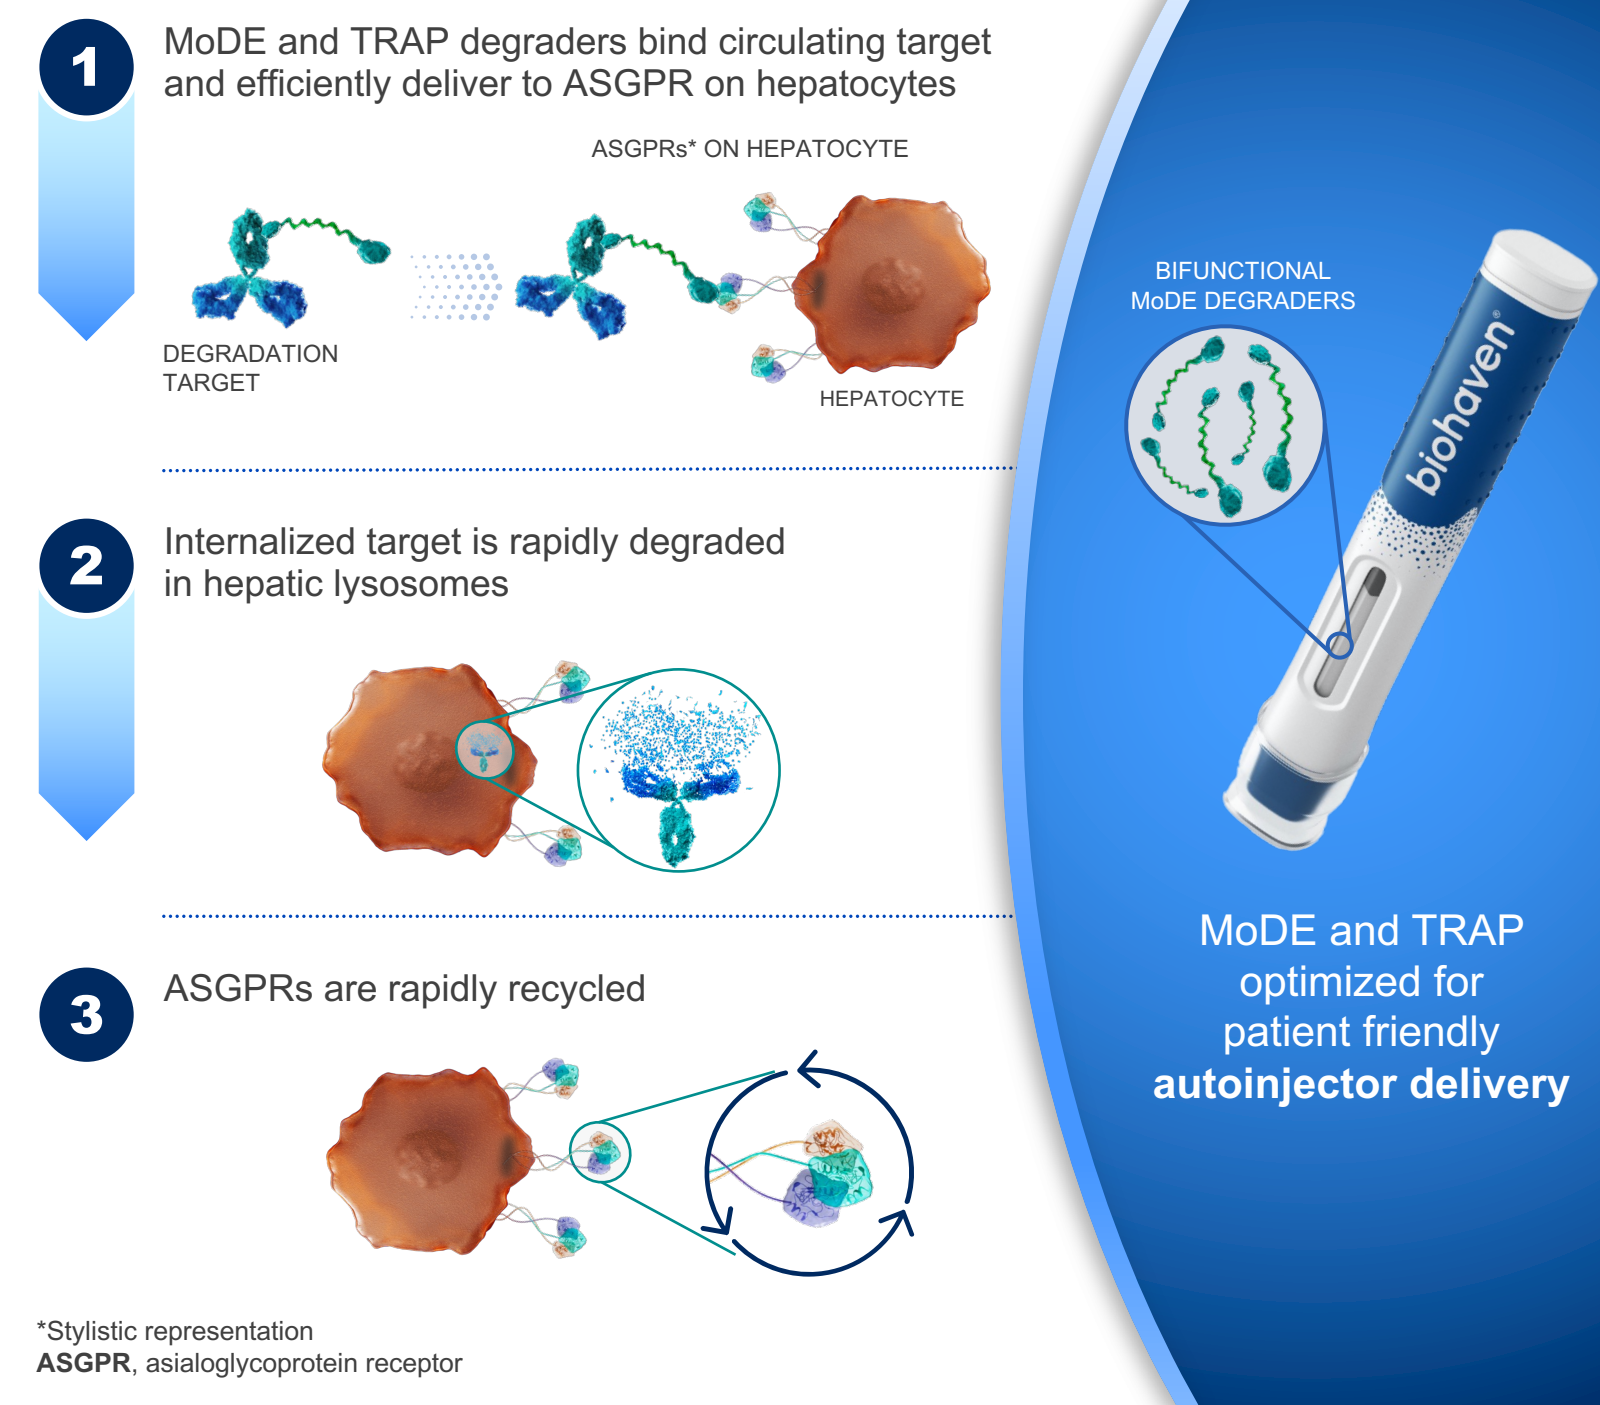 1
MoDE and TRAP degraders bind circulating target
and efficiently deliver to ASGPR on hepatocytes
ASGPRs* ON HEPATOCYTE
DEGRADATION
TARGET
HEPATOCYTE
2
Internalized target is rapidly degraded
in hepatic lysosomes
3
ASGPRs are rapidly recycled
*Stylistic representation
ASGPR, asialoglycoprotein receptor
BIFUNCTIONAL
MoDE DEGRADERS
biohaven®
MoDE and TRAP
optimized for
patient friendly
autoinjector delivery